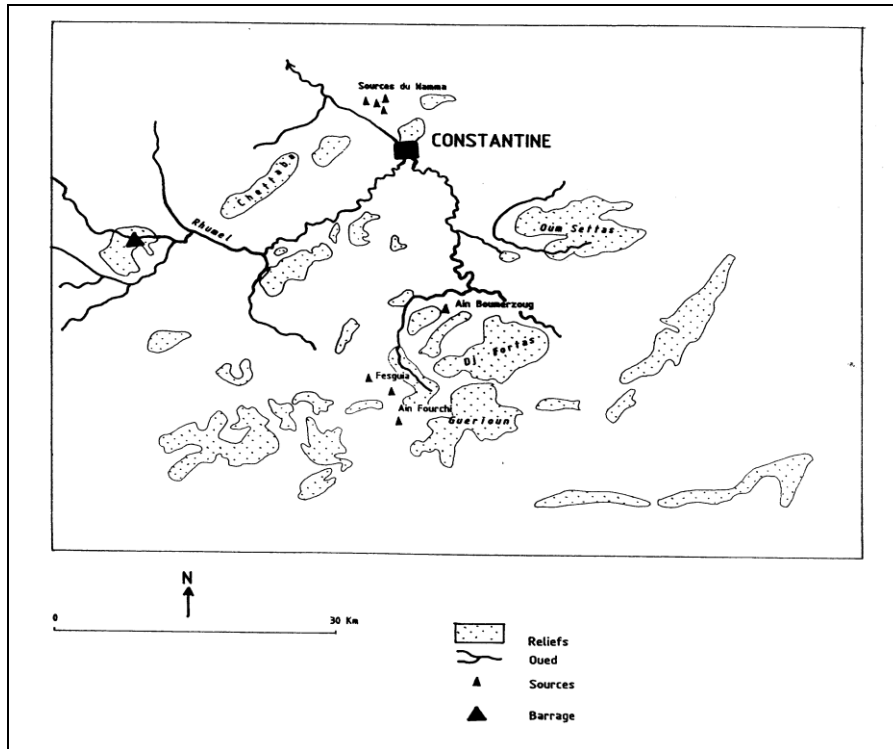 Sources du Hamma
CONSTANTINE
Chettaba
Rhumel
Oum Settas
Ain Boumerzoug
Dj Fortas
Fesguia
Ain Fourchi
Guerioun
N
0
30 Km
Reliefs
Oued
Sources
Barrage